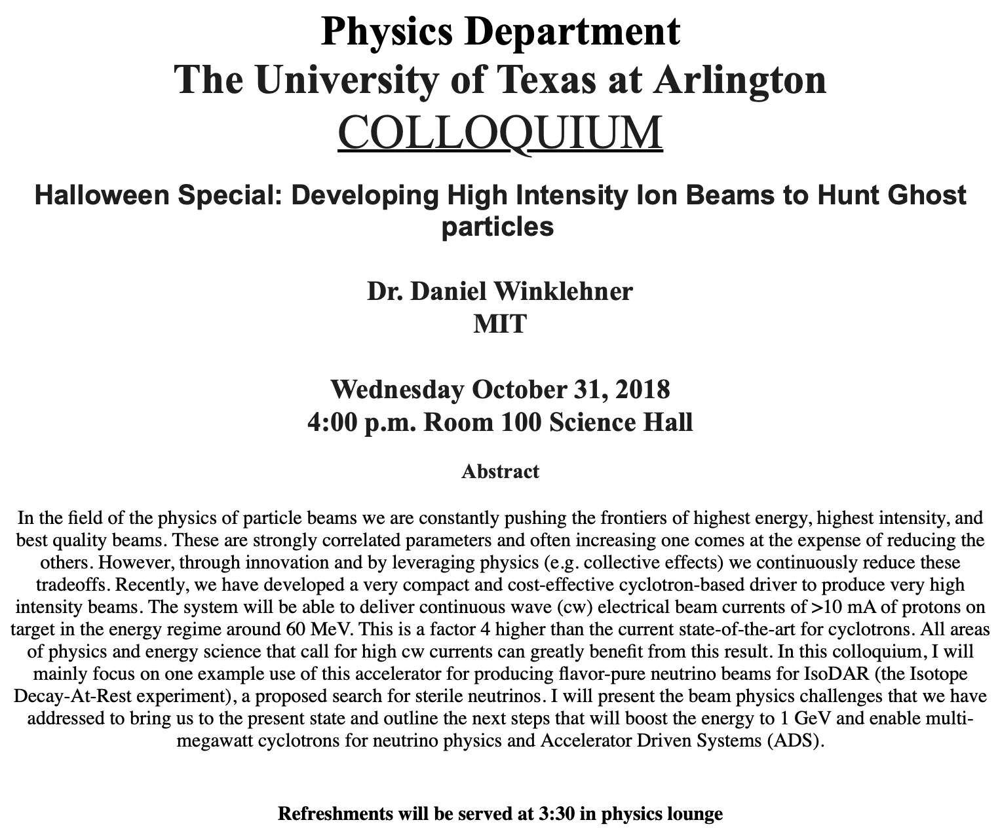 Physics Department
The University of Texas at Arlington
COLLOQUIUM
Halloween Special: Developing High Intensity Ion Beams to Hunt Ghost
particles
Dr. Daniel Winklehner
MIT
Wednesday October 31, 2018
4:00 p.m. Room 100 Science Hall
Abstract
In the field of the physics of particle beams we are constantly pushing the frontiers of highest energy, highest intensity, and
best quality beams. These are strongly correlated parameters and often increasing one comes at the expense of reducing the
others. However, through innovation and by leveraging physics (e.g. collective effects) we continuously reduce these
tradeoffs. Recently, we have developed a very compact and cost-effective cyclotron-based driver to produce very high
intensity beams. The system will be able to deliver continuous wave (cw) electrical beam currents of >10 mA of protons on
target in the energy regime around 60 MeV. This is a factor 4 higher than the current state-of-the-art for cyclotrons. All areas
of physics and energy science that call for high cw currents can greatly benefit from this result. In this colloquium, I will
mainly focus on one example use of this accelerator for producing flavor-pure neutrino beams for IsoDAR (the Isotope
Decay-At-Rest experiment), a proposed search for sterile neutrinos. I will present the beam physics challenges that we have
addressed to bring us to the present state and outline the next steps that will boost the energy to 1 GeV and enable multi-
megawatt cyclotrons for neutrino physics and Accelerator Driven Systems (ADS).
Refreshments will be served at 3:30 in physics lounge